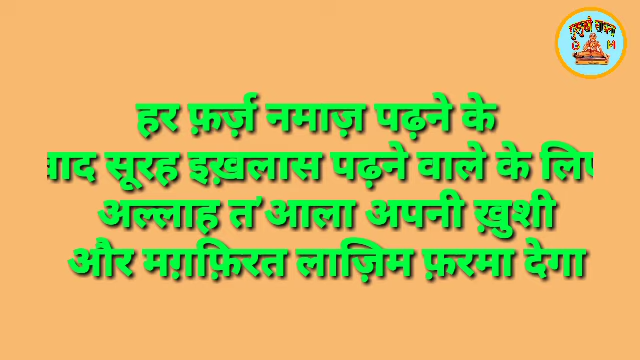 हर फ़र्ज़ नमाज़ पढ़ने के
वाद सूरह इख़लास पढ़ने वाले के लिए
अल्लाह त'आला अपनी ख़ुशी
और मग़फ़िरत लाज़िम फ़रमा देगा